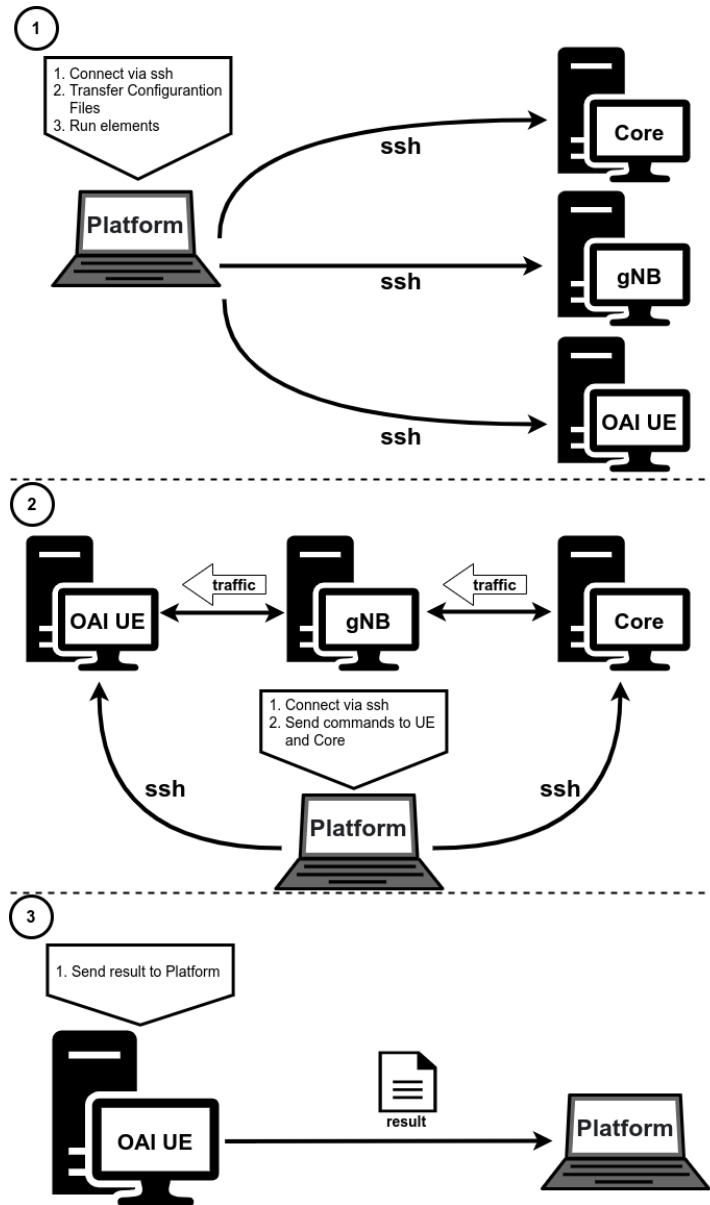 1
1. Connect via ssh
2. Transfer Configurantion
Files
3. Run elements
Platform
ssh
Core
ssh
gNB
ssh
OAI UE
2
OAI UE
traffic
gNB
traffic
Core
1. Connect via ssh
2. Send commands to UE
and Core
ssh
ssh
Platform
3
1. Send result to Platform
OAI UE
result
Platform